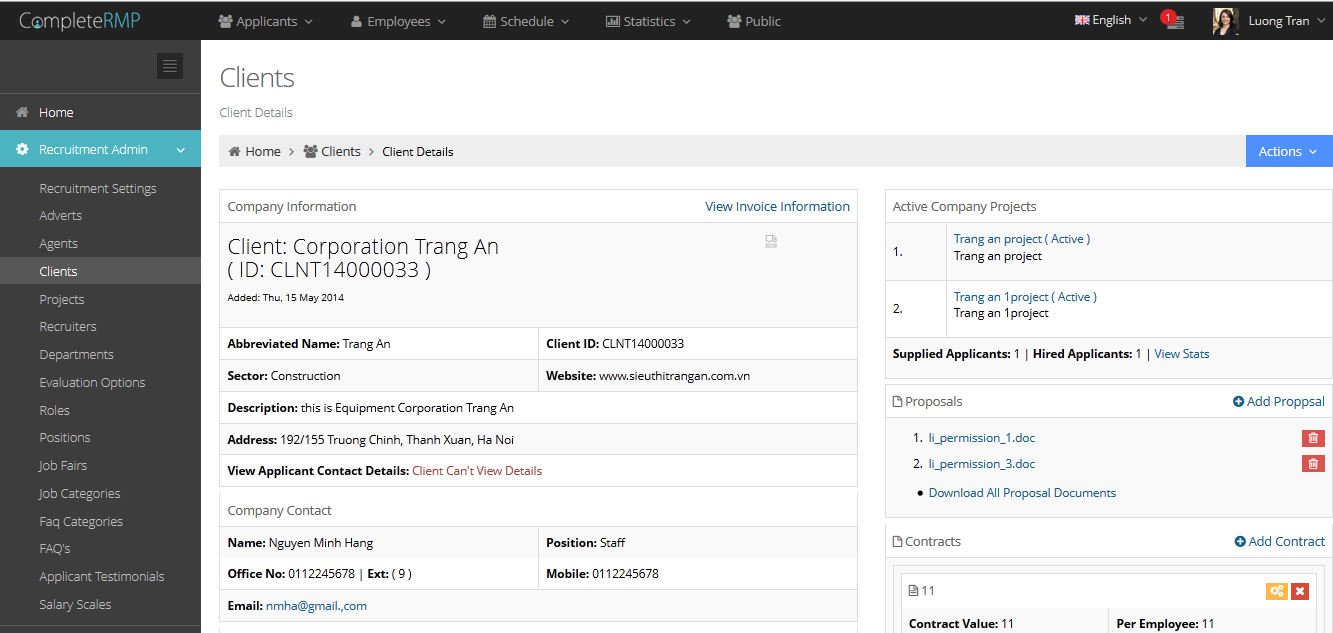 CompleteRMP
Applicants
Employees
Schedule
Statistics
Public
English
1
Luong Tran
Home
Recruitment Admin
Recruitment Settings
Adverts
Agents
Clients
Projects
Recruiters
Departments
Evaluation Options
Roles
Positions
Job Fairs
Job Categories
Faq Categories
FAQ's
Applicant Testimonials
Salary Scales
Clients
Client Details
Home > Clients > Client Details
Actions
Company Information
View Invoice Information
Client: Corporation Trang An
( ID: CLNT14000033 )
Added: Thu, 15 May 2014
Abbreviated Name: Trang An
Client ID: CLNT14000033
Sector: Construction
Website: www.sieuthitrangan.com.vn
Description: this is Equipment Corporation Trang An
Address: 192/155 Truong Chinh, Thanh Xuan, Ha Noi
View Applicant Contact Details: Client Can't View Details
Company Contact
Name: Nguyen Minh Hang
Position: Staff
Office No: 0112245678 | Ext: ( 9 )
Mobile: 0112245678
Email: nmha@gmail.,com
Active Company Projects
1.
Trang an project ( Active )
Trang an project
2.
Trang an 1project ( Active )
Trang an 1project
Supplied Applicants: 1 | Hired Applicants: 1 | View Stats
Proposals
Add Proppsal
1. li_permission_1.doc
2. li_permission_3.doc
• Download All Proposal Documents
Contracts
Add Contract
11
Contract Value: 11
Per Employee: 11